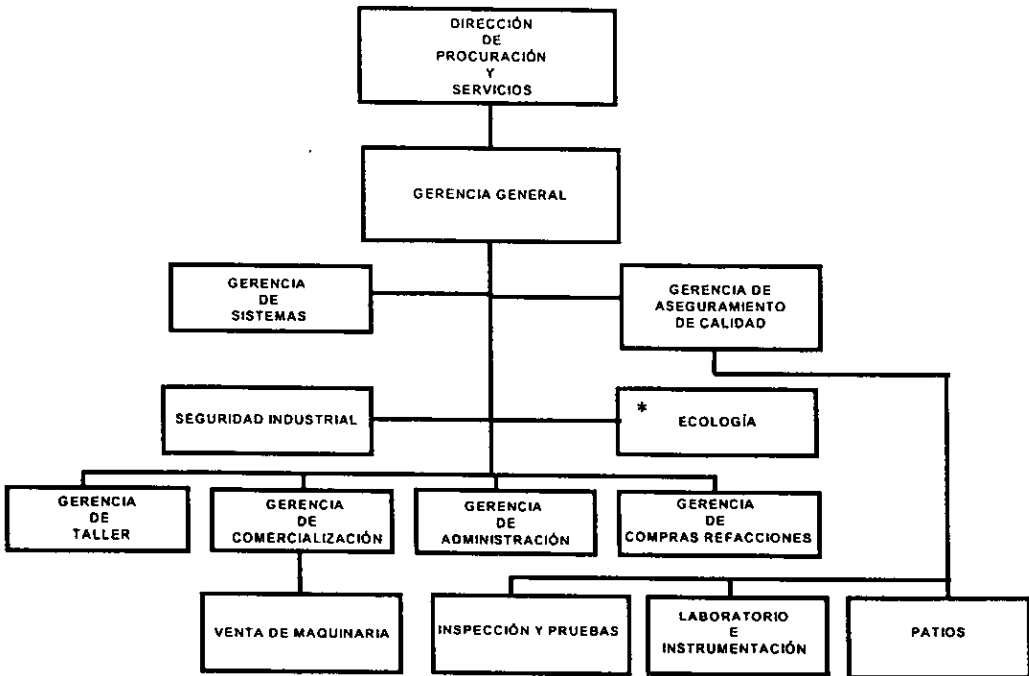 DIRECCIÓN
DE
PROCURACIÓN
Y
SERVICIOS
GERENCIA GENERAL
GERENCIA
DE
SISTEMAS
GERENCIA DE
ASEGURAMIENTO
DE CALIDAD
SEGURIDAD INDUSTRIAL
* ECOLOGÍA
GERENCIA
DE
TALLER
GERENCIA
DE
COMERCIALIZACIÓN
GERENCIA
DE
ADMINISTRACIÓN
GERENCIA
DE
COMPRAS REFACCIONES
VENTA DE MAQUINARIA
INSPECCIÓN Y PRUEBAS
LABORATORIO
E
INSTRUMENTACIÓN
PATIOS